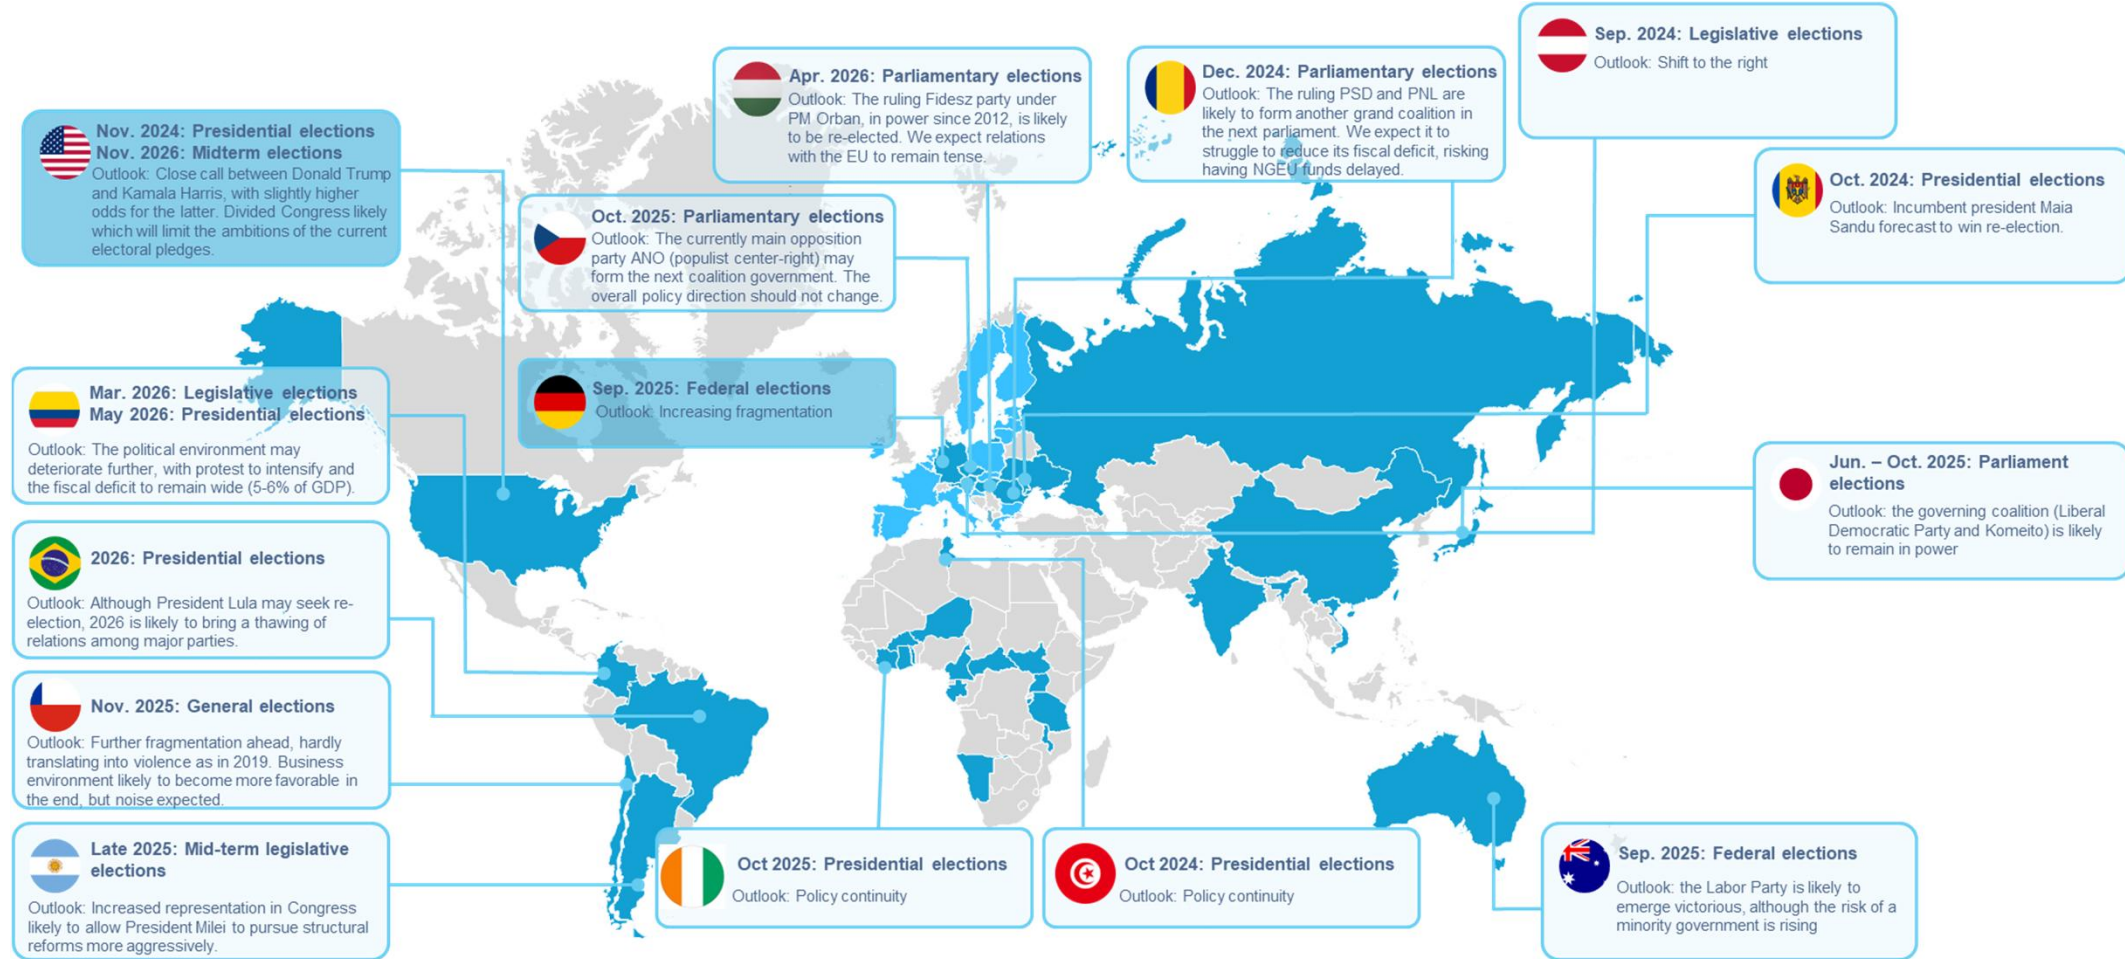 Nov. 2024: Presidential elections
Nov. 2026: Midterm elections
Outlook: Close call between Donald Trump
and Kamala Harris, with slightly higher
odds for the latter. Divided Congress likely
which will limit the ambitions of the current
electoral pledges.
Apr. 2026: Parliamentary elections
Outlook: The ruling Fidesz party under
PM Orban, in power since 2012, is likely
to be re-elected. We expect relations
with the EU to remain tense.
Dec. 2024: Parliamentary elections
Outlook: The ruling PSD and PNL are
likely to form another grand coalition in
the next parliament. We expect it to
struggle to reduce its fiscal deficit, risking
having NGEU funds delayed.
Sep. 2024: Legislative elections
Outlook: Shift to the right
Oct. 2024: Presidential elections
Outlook: Incumbent president Maia
Sandu forecast to win re-election.
Oct. 2025: Parliamentary elections
Outlook: The currently main opposition
party ANO (populist center-right) may
form the next coalition government. The
overall policy direction should not change.
Sep. 2025: Federal elections
Outlook: Increasing fragmentation
Mar. 2026: Legislative elections
May 2026: Presidential elections
Outlook: The political environment may
deteriorate further, with protest to intensify and
the fiscal deficit to remain wide (5-6% of GDP).
Jun. – Oct. 2025: Parliament
elections
Outlook: the governing coalition (Liberal
Democratic Party and Komeito) is likely
to remain in power
2026: Presidential elections
Outlook: Although President Lula may seek re-
election, 2026 is likely to bring a thawing of
relations among major parties.
Nov. 2025: General elections
Outlook: Further fragmentation ahead, hardly
translating into violence as in 2019. Business
environment likely to become more favorable in
the end, but noise expected.
Late 2025: Mid-term legislative
elections
Outlook: Increased representation in Congress
likely to allow President Milei to pursue structural
reforms more aggressively.
Oct 2025: Presidential elections
Outlook: Policy continuity
Oct 2024: Presidential elections
Outlook: Policy continuity
Sep. 2025: Federal elections
Outlook: the Labor Party is likely to
emerge victorious, although the risk of a
minority government is rising